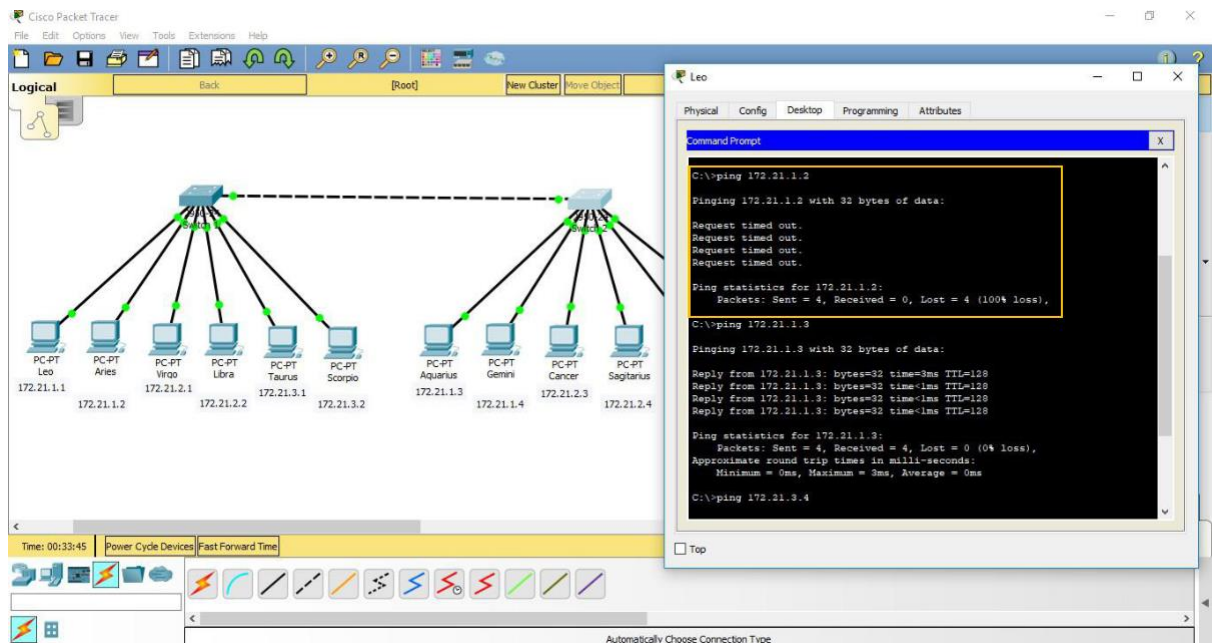 Cisco Packet Tracer
File Edit Options View Tools Extensions Help
Logical
Back
[Root]
New Cluster
Move Object
PC-PT
Leo
172.21.1.1
PC-PT
Aries
172.21.1.2
PC-PT
Virgo
172.21.2.1
PC-PT
Libra
172.21.2.2
PC-PT
Taurus
172.21.3.1
PC-PT
Scorpio
172.21.3.2
PC-PT
Aquarius
172.21.1.3
PC-PT
Gemini
172.21.1.4
PC-PT
Cancer
172.21.2.3
PC-PT
Sagitarius
172.21.2.4
Leo
Physical Config Desktop Programming Attributes
Command Prompt
X
C:\>ping 172.21.1.2
Pinging 172.21.1.2 with 32 bytes of data:
Request timed out.
Request timed out.
Request timed out.
Request timed out.
Ping statistics for 172.21.1.2:
Packets: Sent = 4, Received = 0, Lost = 4 (100% loss),
C:\>ping 172.21.1.3
Pinging 172.21.1.3 with 32 bytes of data:
Reply from 172.21.1.3: bytes=32 time=3ms TTL=128
Reply from 172.21.1.3: bytes=32 time<1ms TTL=128
Reply from 172.21.1.3: bytes=32 time<1ms TTL=128
Reply from 172.21.1.3: bytes=32 time<1ms TTL=128
Ping statistics for 172.21.1.3:
Packets: Sent = 4, Received = 4, Lost = 0 (0% loss),
Approximate round trip times in milli-seconds:
Minimum = 0ms, Maximum = 3ms, Average = 0ms
C:\>ping 172.21.3.4
Top
Time: 00:33:45
Power Cycle Devices
Fast Forward Time
Automatically Choose Connection Type